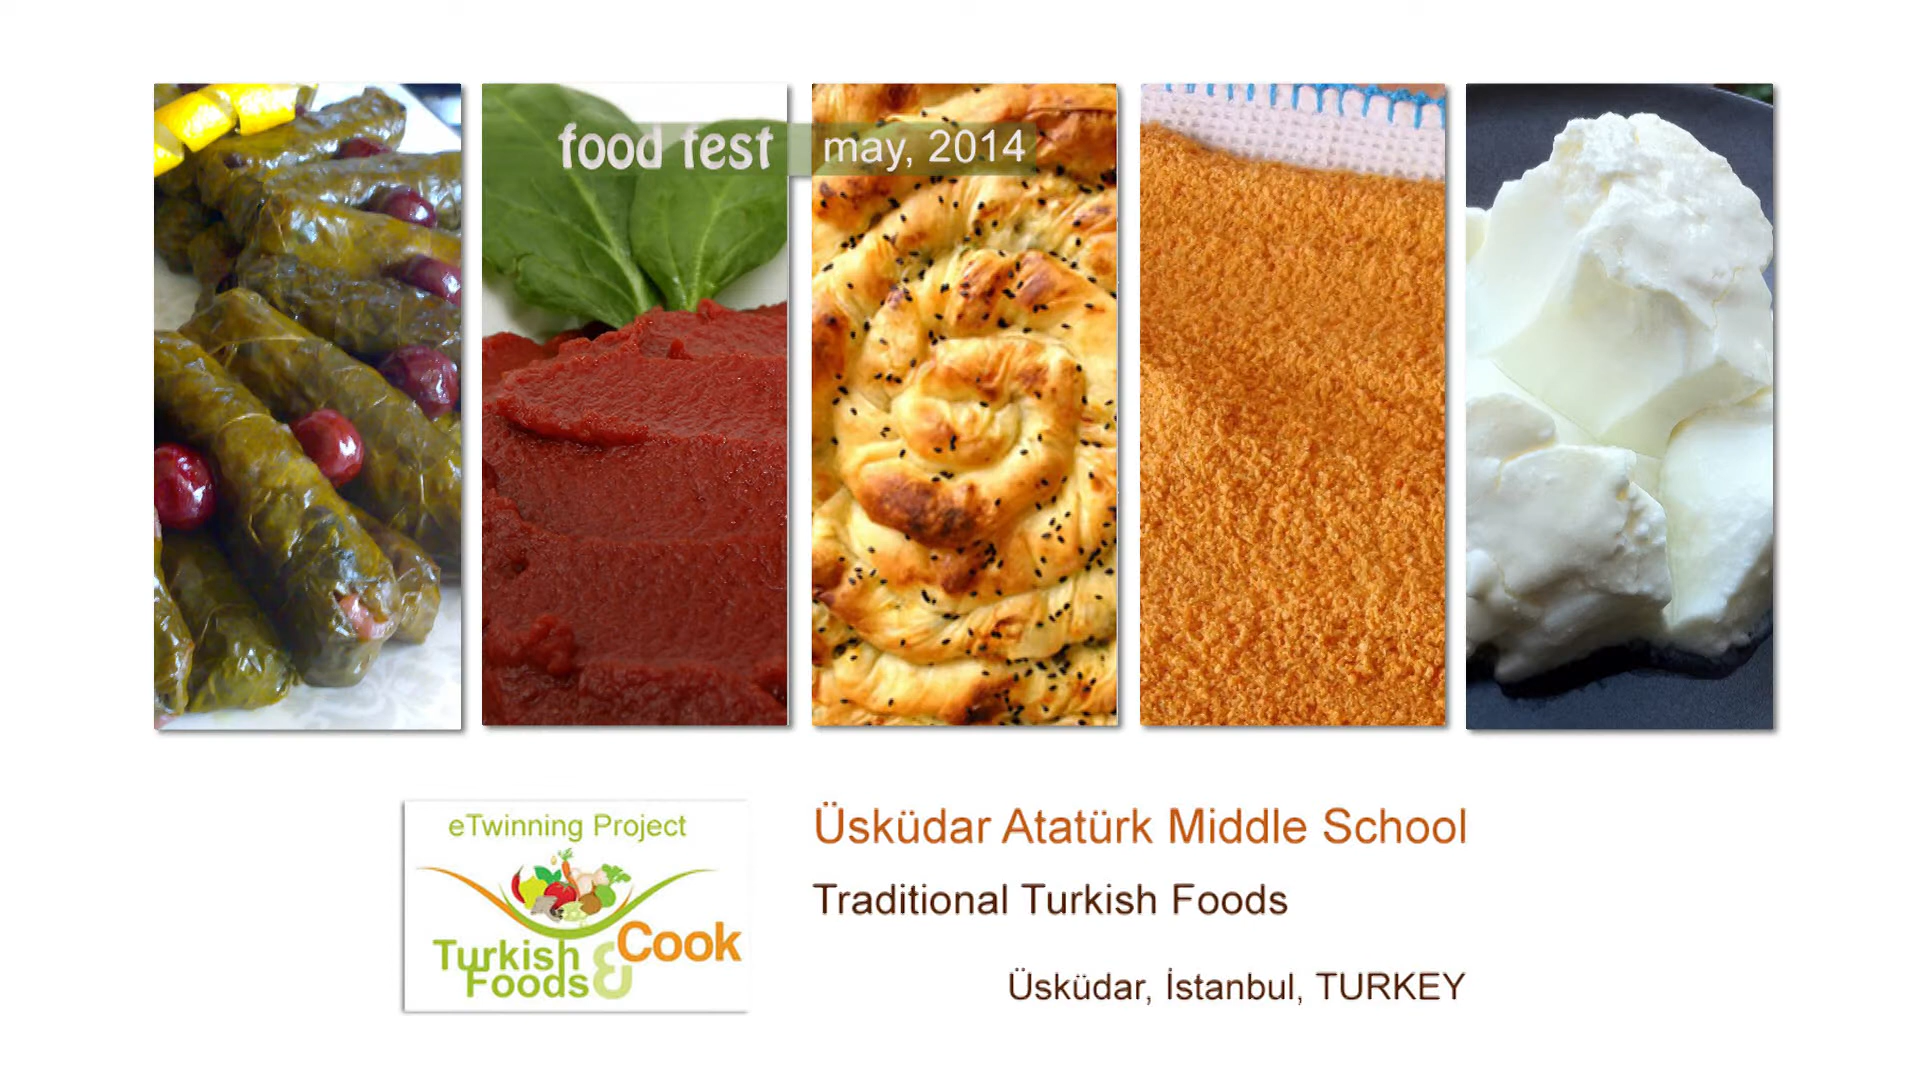 food fest may, 2014
eTwinning Project
Turkish
Foods & Cook
Üsküdar Atatürk Middle School
Traditional Turkish Foods
Üsküdar, İstanbul, TURKEY